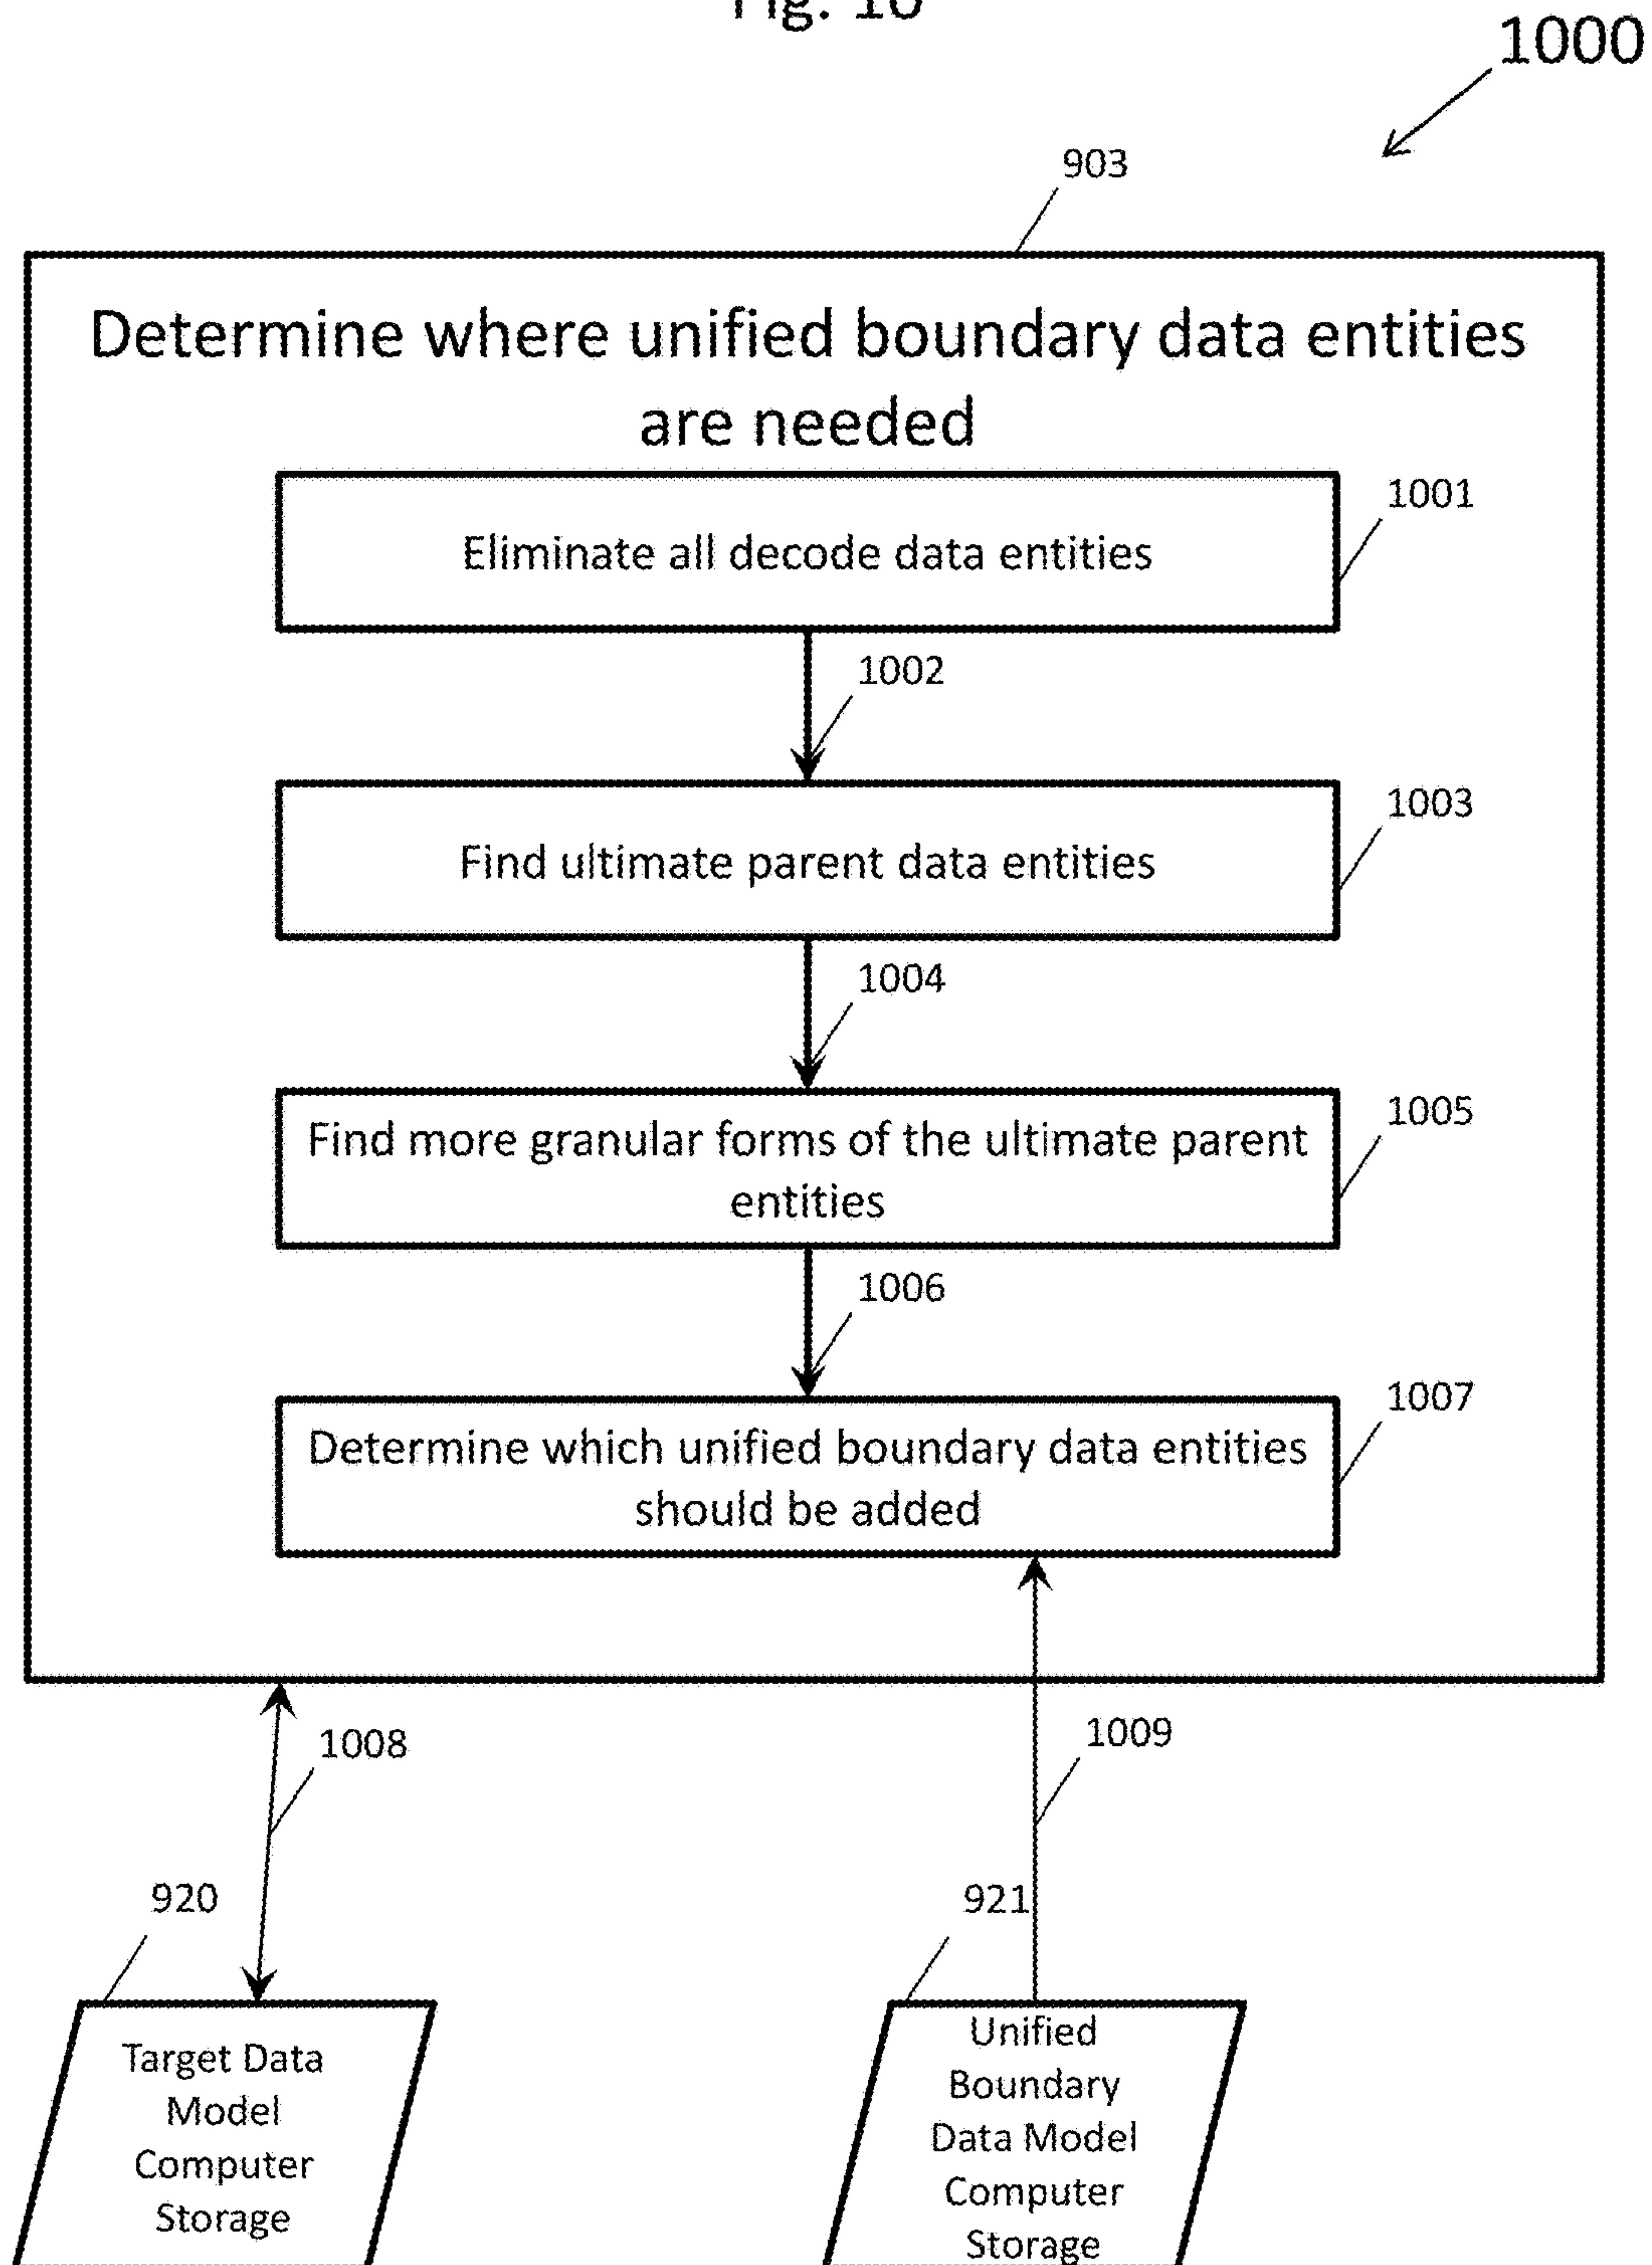 Fig. 10
1000
903
Determine where unified boundary data entities
are needed
1001
Eliminate all decode data entities
1002
1003
Find ultimate parent data entities
1004
1005
Find more granular forms of the ultimate parent
entities
1006
1007
Determine which unified boundary data entities
should be added
1008
1009
920
921
Target Data
Model
Computer
Storage
Unified
Boundary
Data Model
Computer
Storage